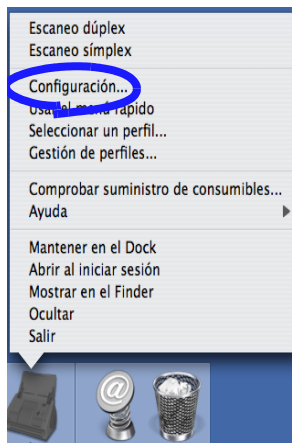 Escaneo dúplex
Escaneo símplex
Configuración...
Usar el menú rápido
Seleccionar un perfil...
Gestión de perfiles...
Comprobar suministro de consumibles...
Ayuda
Mantener en el Dock
Abrir al iniciar sesión
Mostrar en el Finder
Ocultar
Salir
@